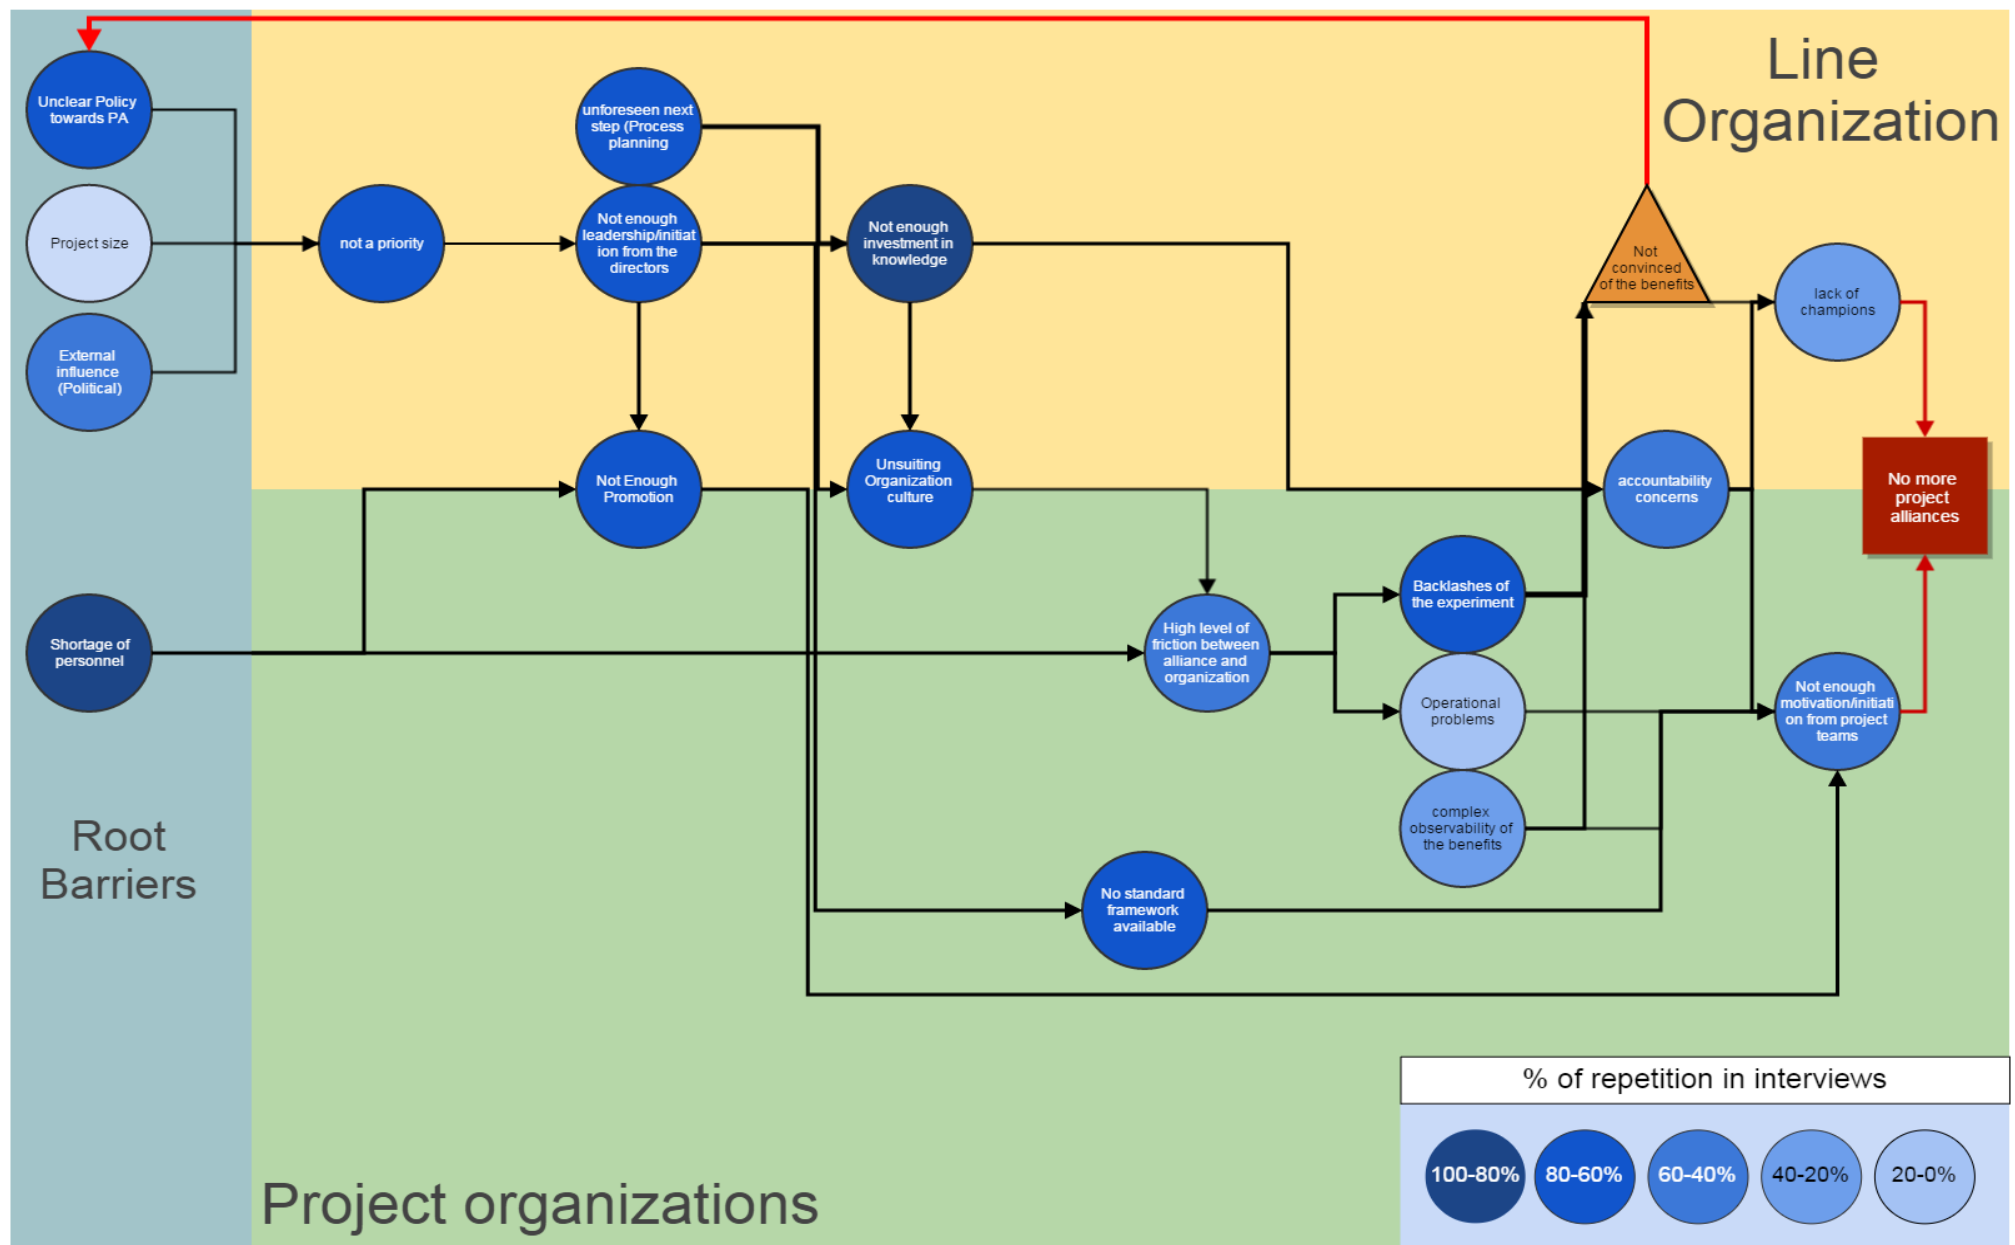 Line
Organization
Unclear Policy
towards PA
unforeseen next
step (Process
planning
Project size
not a priority
Not enough
leadership/initiat
ion from the
directors
Not enough
investment in
knowledge
Not
convinced
of the benefits
lack of
champions
External
influence
(Political)
Not Enough
Promotion
Unsuiting
Organization
culture
accountability
concerns
No more
project
alliances
Shortage of
personnel
High level of
friction between
alliance and
organization
Backlashes of
the experiment
Operational
problems
Not enough
motivation/initiati
on from project
teams
complex
observability of
the benefits
Root
Barriers
No standard
framework
available
Project organizations
% of repetition in interviews
100-80%
80-60%
60-40%
40-20%
20-0%